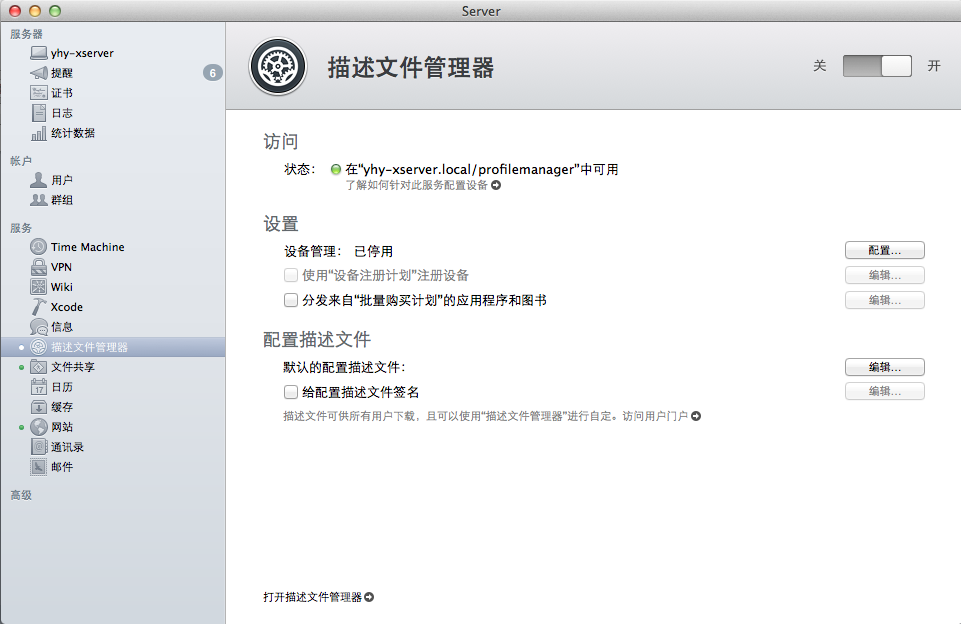 Server
服务器
yhy-xserver
提醒
6
证书
日志
统计数据
帐户
用户
群组
服务
Time Machine
VPN
Wiki
Xcode
信息
描述文件管理器
文件共享
17
日历
缓存
网站
通讯录
邮件
高级
描述文件管理器
关
开
访问
状态： 在“yhy-xserver.local/profilemanager”中可用
了解如何针对此服务配置设备
设置
设备管理： 已停用
配置...
使用“设备注册计划”注册设备
编辑...
分发来自“批量购买计划”的应用程序和图书
编辑...
配置描述文件
默认的配置描述文件：
编辑...
给配置描述文件签名
编辑...
描述文件可供所有用户下载，且可以使用“描述文件管理器”进行自定。访问用户门户
打开描述文件管理器